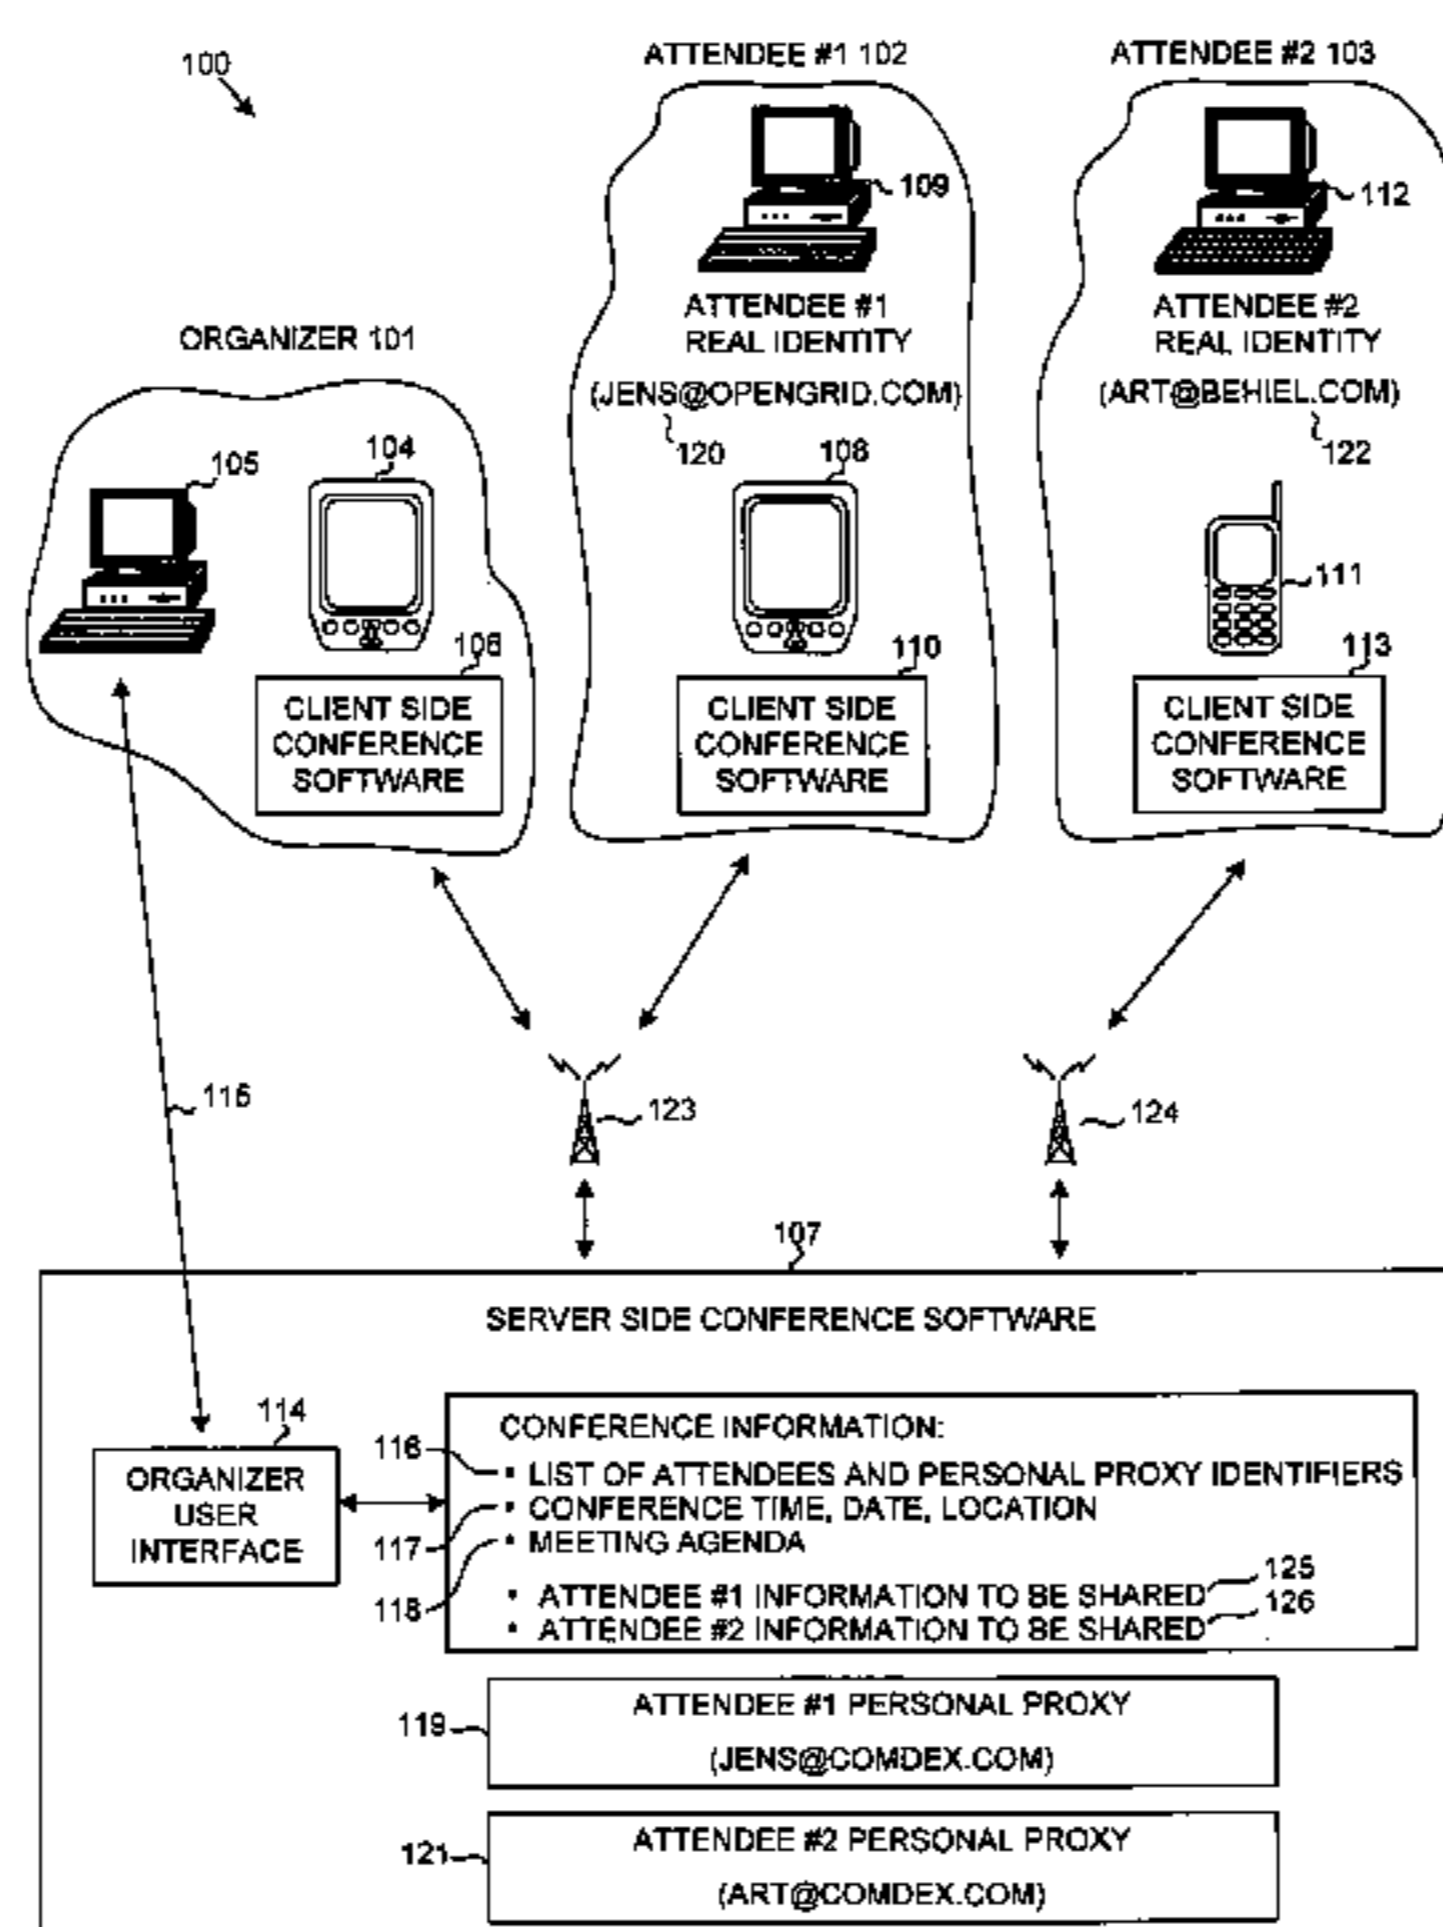 100
ATTENDEE #1 102
ATTENDEE #2 103
109
112
ATTENDEE #1
REAL IDENTITY
(JENS@OPENGRID.COM)
120
ATTENDEE #2
REAL IDENTITY
(ART@BEHIEL.COM)
122
ORGANIZER 101
105
104
108
111
106
CLIENT SIDE
CONFERENCE
SOFTWARE
110
CLIENT SIDE
CONFERENCE
SOFTWARE
113
CLIENT SIDE
CONFERENCE
SOFTWARE
115
123
124
107
SERVER SIDE CONFERENCE SOFTWARE
114
ORGANIZER
USER
INTERFACE
CONFERENCE INFORMATION:
116
• LIST OF ATTENDEES AND PERSONAL PROXY IDENTIFIERS
• CONFERENCE TIME, DATE, LOCATION
117
• MEETING AGENDA
118
• ATTENDEE #1 INFORMATION TO BE SHARED
125
• ATTENDEE #2 INFORMATION TO BE SHARED
126
119
ATTENDEE #1 PERSONAL PROXY
(JENS@COMDEX.COM)
121
ATTENDEE #2 PERSONAL PROXY
(ART@COMDEX.COM)